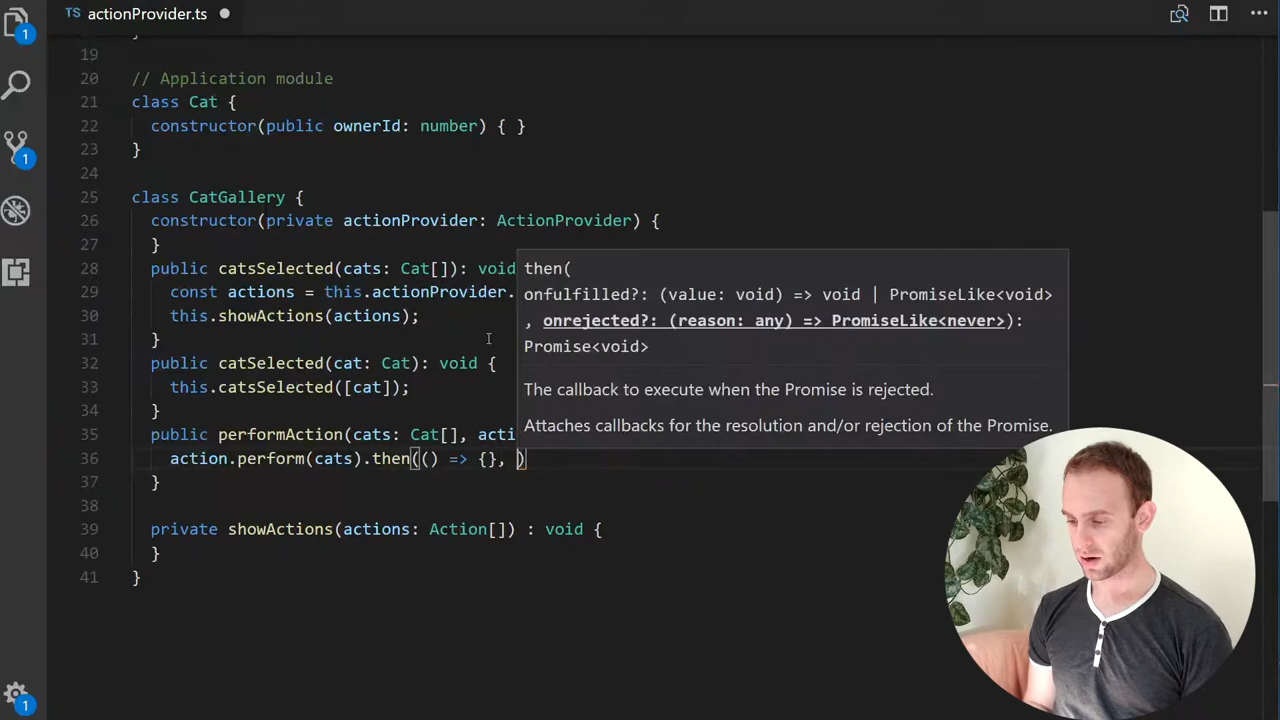 TS actionProvider.ts
1
19
20 // Application module
21 class Cat {
22 constructor(public ownerId: number) { }
23 }
24
25 class CatGallery {
26 constructor(private actionProvider: ActionProvider) {
27 }
28 public catsSelected(cats: Cat[]): void
29 const actions = this.actionProvider.
30 this.showActions(actions);
31 }
32 public catSelected(cat: Cat): void {
33 this.catsSelected([cat]);
34 }
35 public performAction(cats: Cat[], acti
36 action.perform(cats).then(() => {}, )
37 }
38
39 private showActions(actions: Action[]) : void {
40 }
41 }
then(
onfulfilled?: (value: void) => void | PromiseLike<void>
, onrejected?: (reason: any) => PromiseLike<never>):
Promise<void>
The callback to execute when the Promise is rejected.
Attaches callbacks for the resolution and/or rejection of the Promise.
1
1